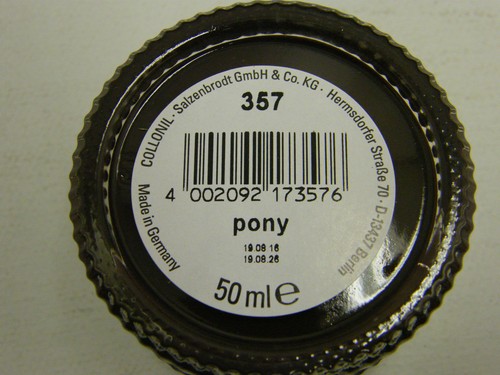 COLLONIL · Salzenbrodt GmbH & Co. KG · Hermsdorfer Straße 70 · D-13437 Berlin
357
4 002092 173576
pony
19.08 16
19.08.26
50 ml e
Made in Germany